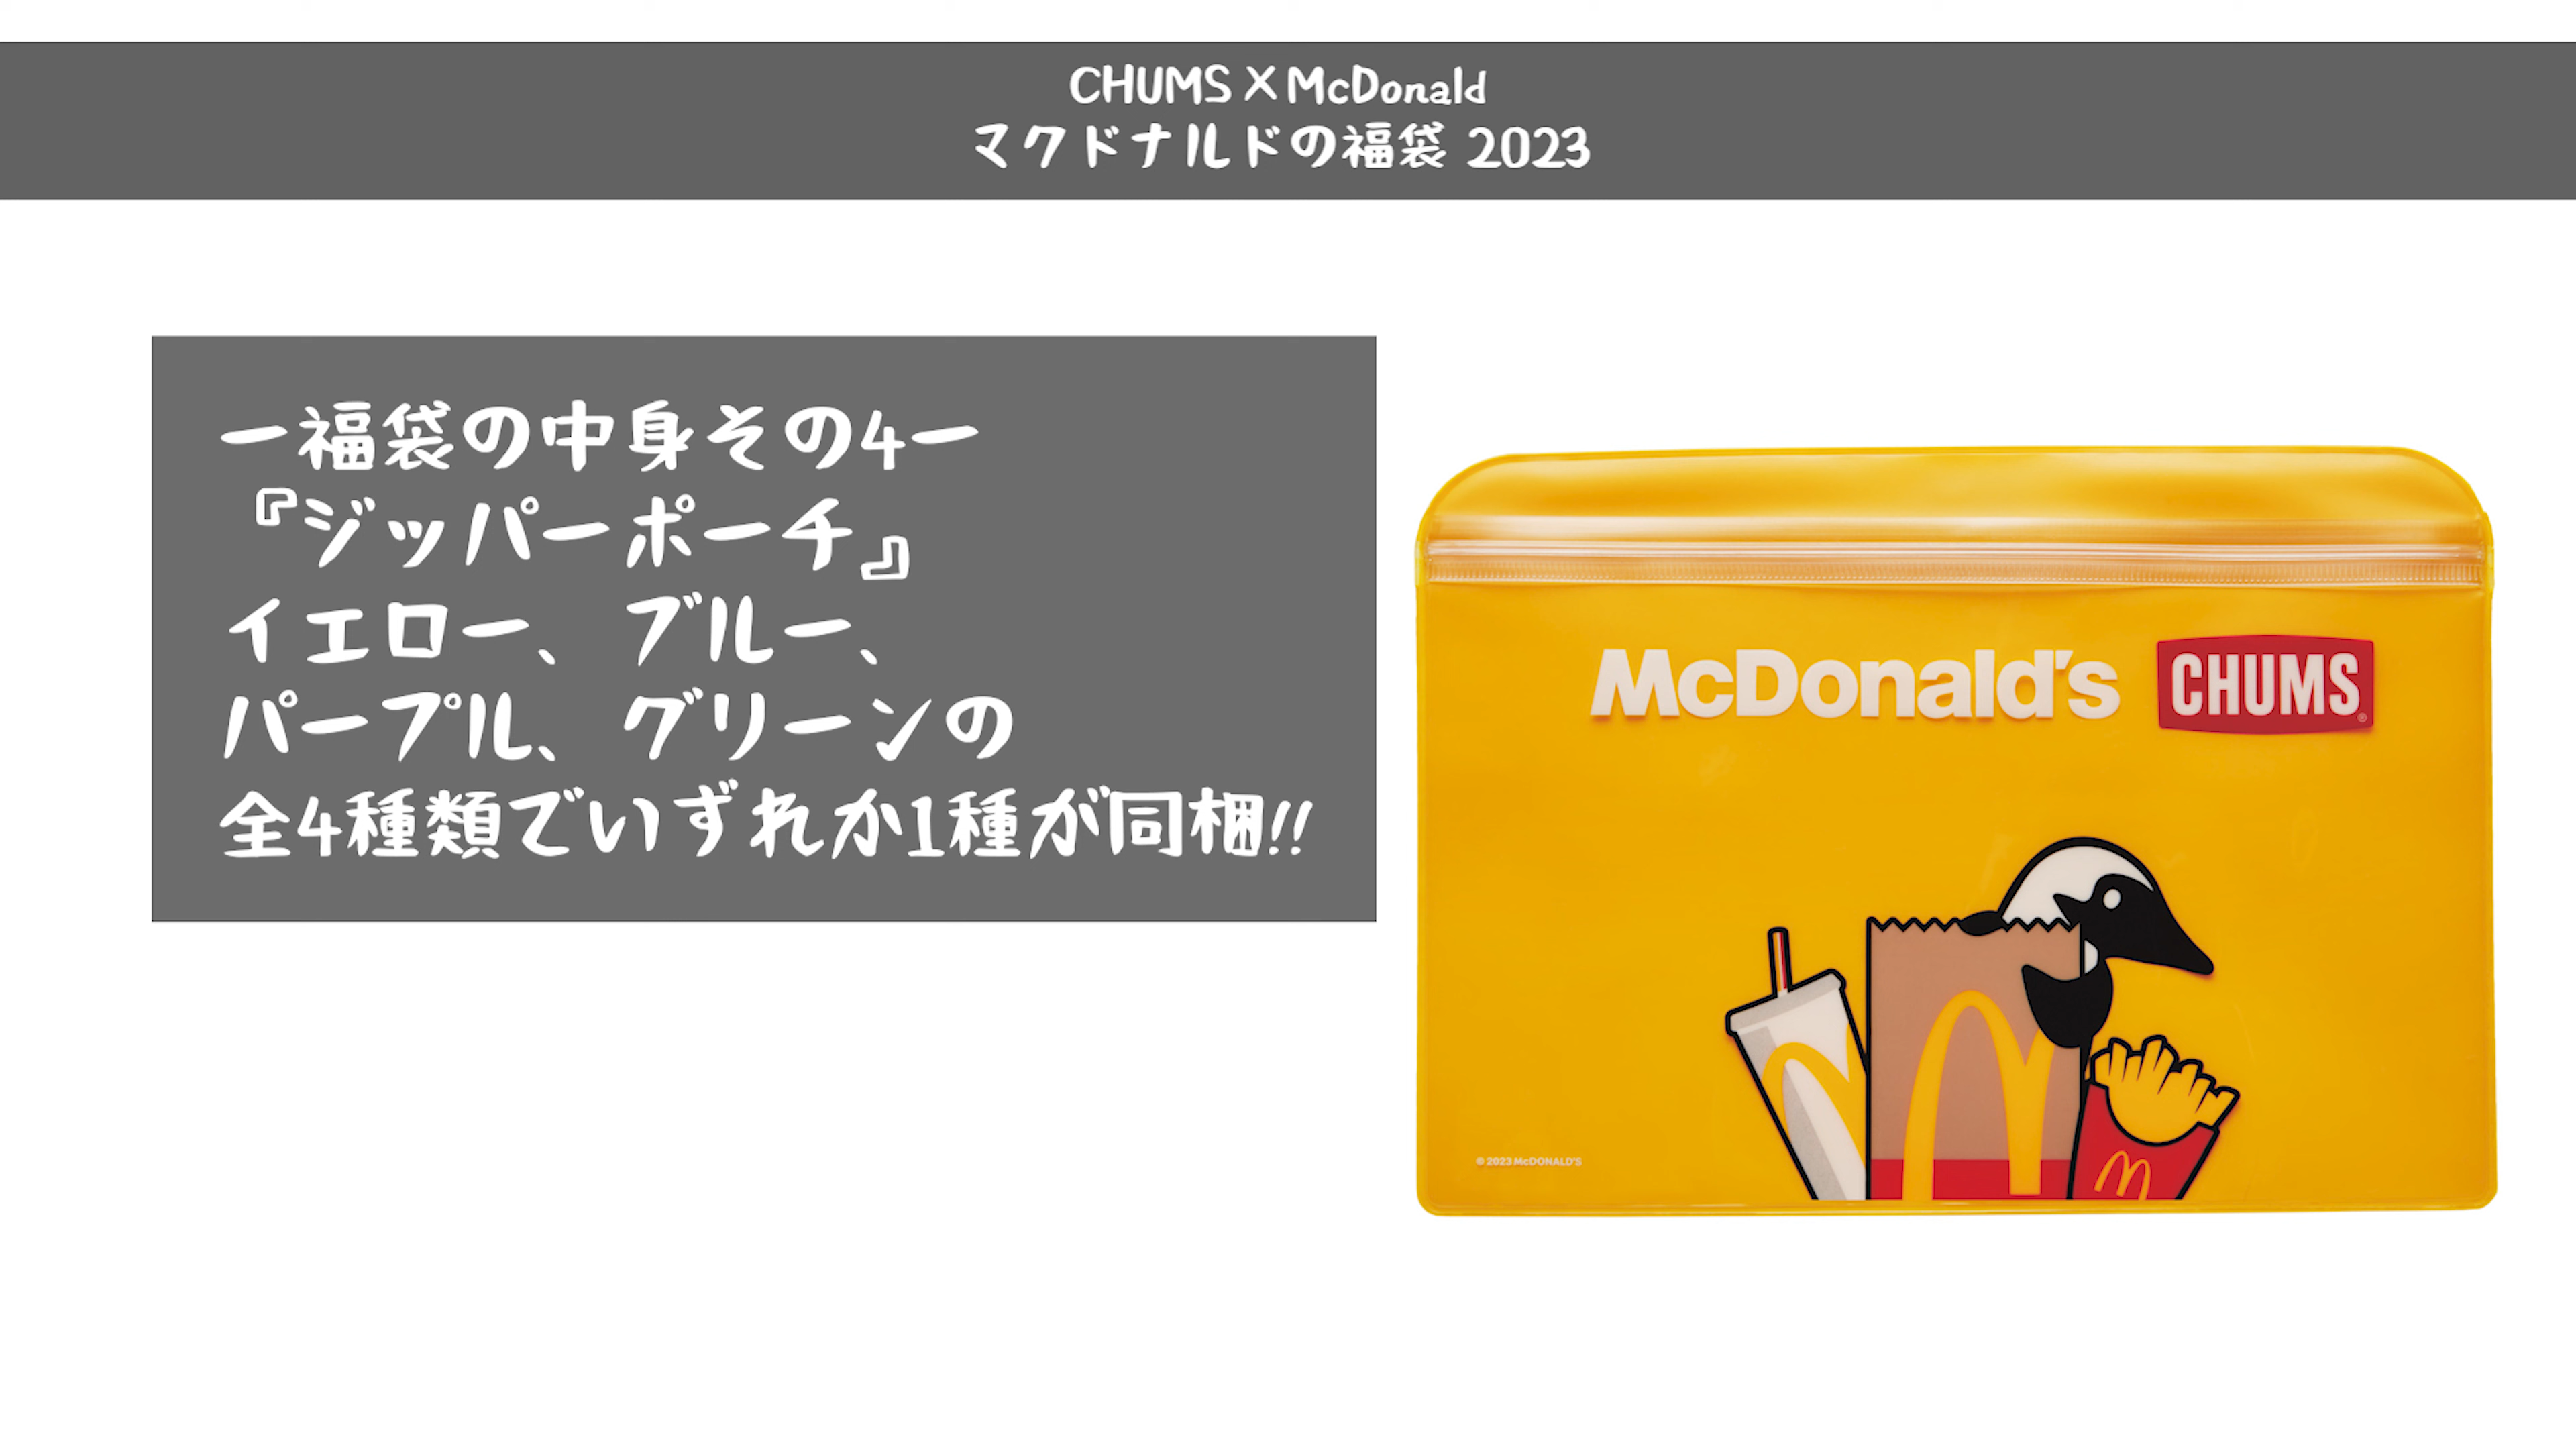 CHUMS×McDonald
マクドナルドの福袋 2023
ー福袋の中身その4ー
『ジッパーポーチ』
イエロー、ブルー、
パープル、グリーンの
全4種類でいずれか1種が同梱!!
McDonald's CHUMS®
© 2023 McDONALD'S